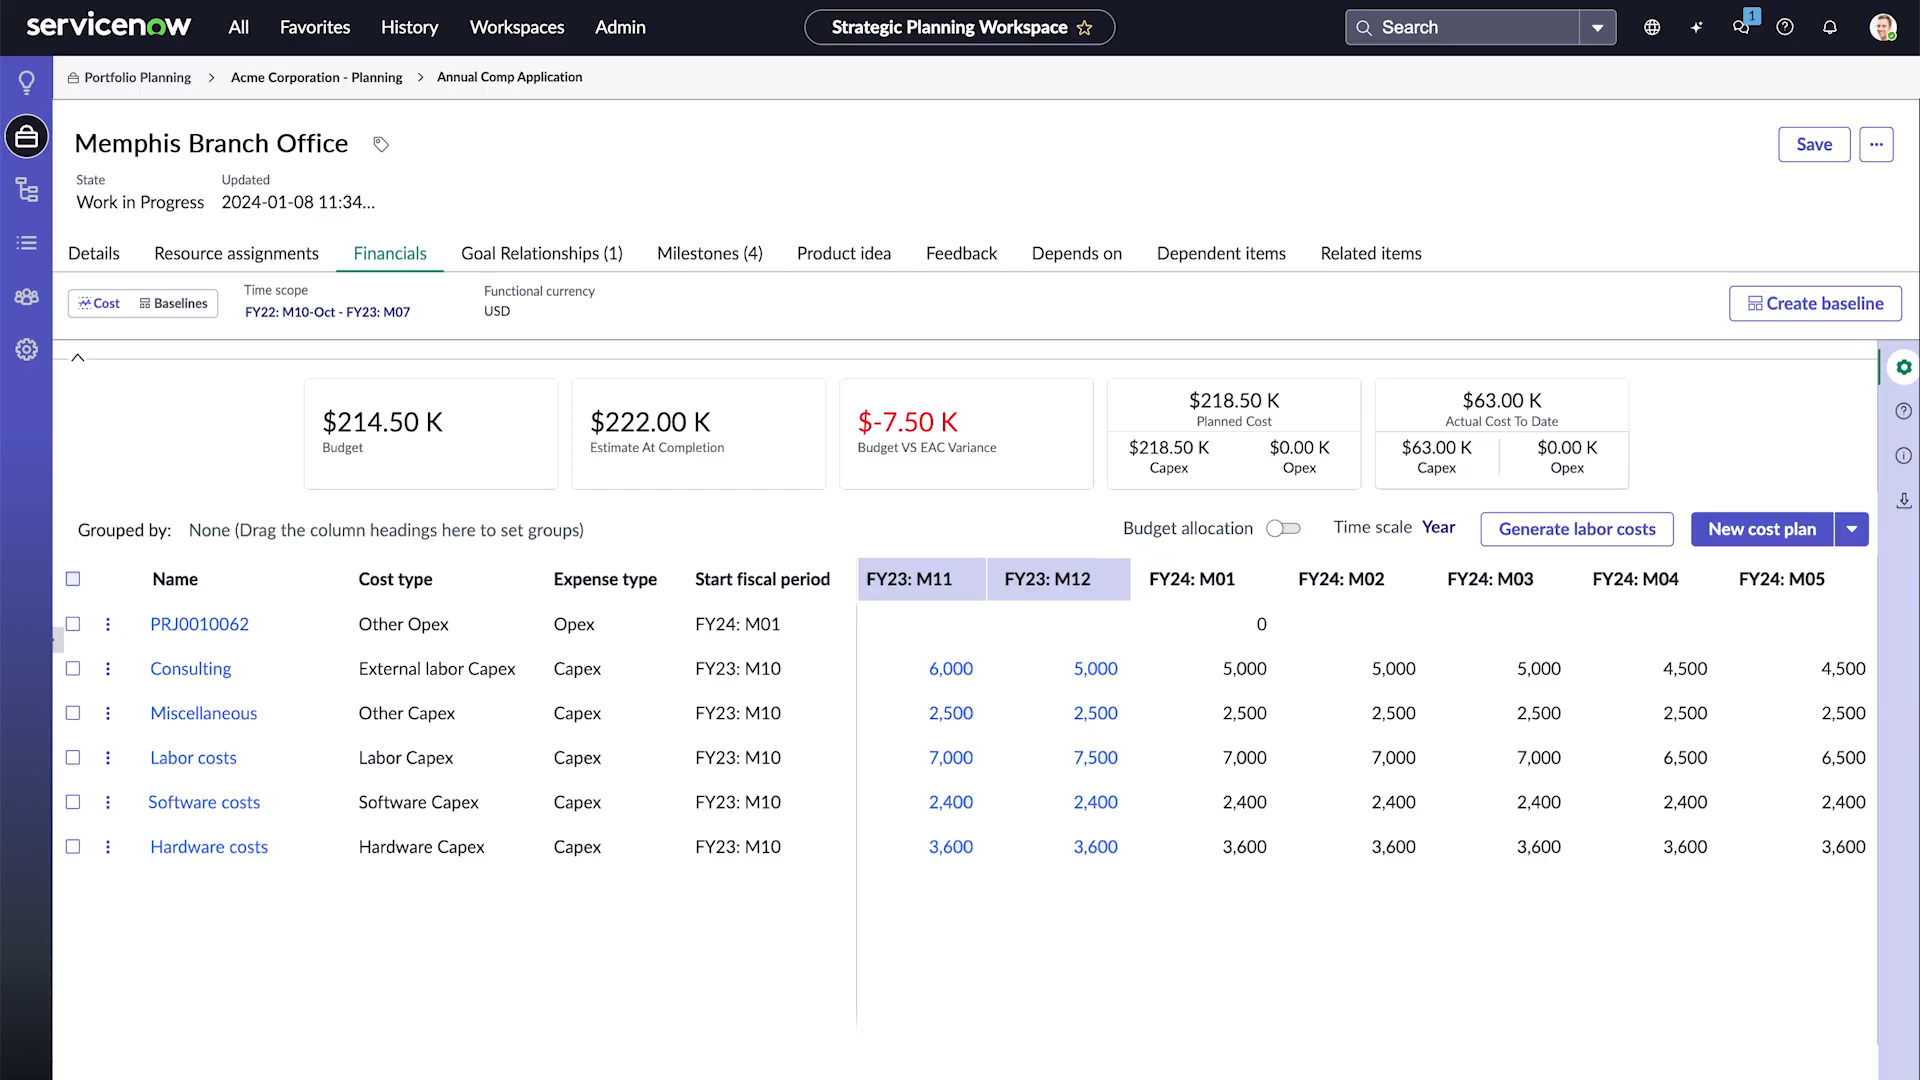 servicenow All Favorites History Workspaces Admin Strategic Planning Workspace Search 1
Portfolio Planning > Acme Corporation - Planning > Annual Comp Application
Memphis Branch Office Save ...
State Updated
Work in Progress 2024-01-08 11:34...
Details Resource assignments Financials Goal Relationships (1) Milestones (4) Product idea Feedback Depends on Dependent items Related items
Cost Baselines Time scope Functional currency Create baseline
FY22: M10-Oct - FY23: M07 USD
$214.50 K $222.00 K $-7.50 K $218.50 K $63.00 K
Budget Estimate At Completion Budget VS EAC Variance Planned Cost Actual Cost To Date
$218.50 K $0.00 K $63.00 K $0.00 K
Capex Opex Capex Opex
Grouped by: None (Drag the column headings here to set groups) Budget allocation Time scale Year Generate labor costs New cost plan
Name Cost type Expense type Start fiscal period FY23: M11 FY23: M12 FY24: M01 FY24: M02 FY24: M03 FY24: M04 FY24: M05
PRJ0010062 Other Opex Opex FY24: M01 0
Consulting External labor Capex Capex FY23: M10 6,000 5,000 5,000 5,000 5,000 4,500 4,500
Miscellaneous Other Capex Capex FY23: M10 2,500 2,500 2,500 2,500 2,500 2,500 2,500
Labor costs Labor Capex Capex FY23: M10 7,000 7,500 7,000 7,000 7,000 6,500 6,500
Software costs Software Capex Capex FY23: M10 2,400 2,400 2,400 2,400 2,400 2,400 2,400
Hardware costs Hardware Capex Capex FY23: M10 3,600 3,600 3,600 3,600 3,600 3,600 3,600